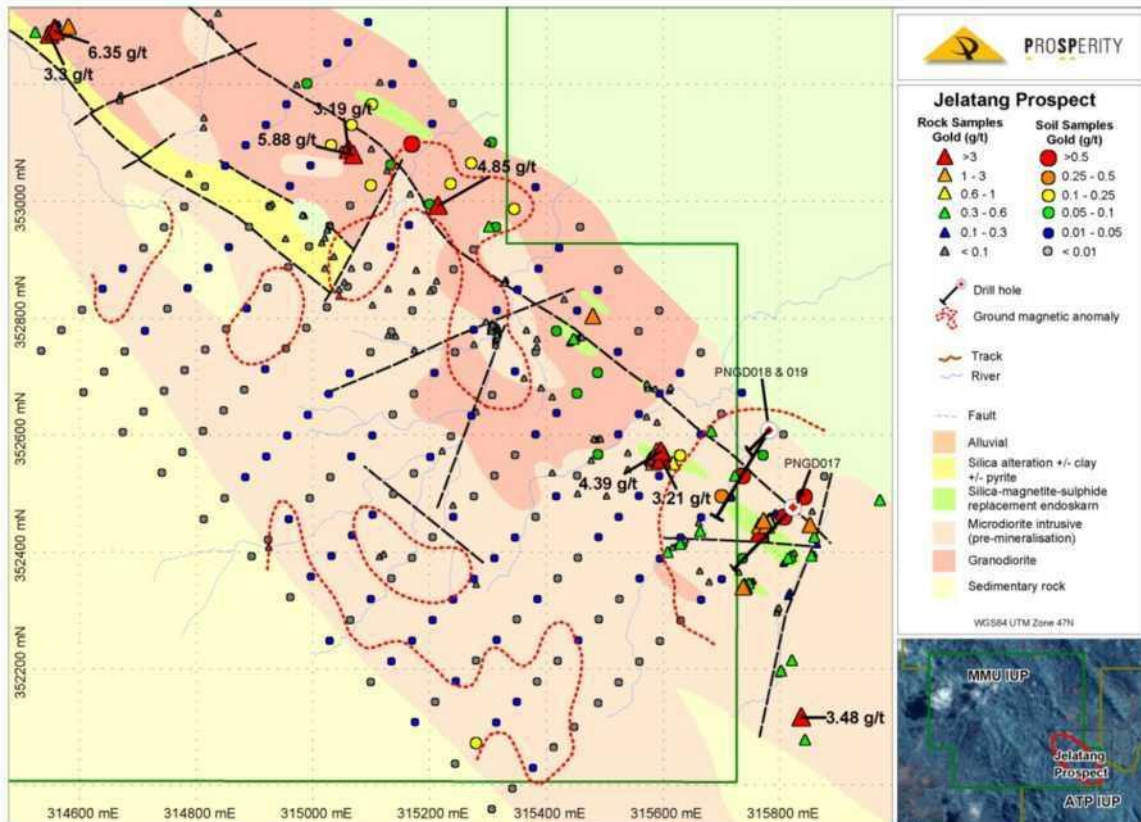 6.35 g/t
3.3 g/t
3.19 g/t
5.88 g/t
4.85 g/t
PNGD018 & 019
PNGD017
4.39 g/t
3.21 g/t
3.48 g/t
353000 mN
352800 mN
352600 mN
352400 mN
352200 mN
314600 mE
314800 mE
315000 mE
315200 mE
315400 mE
315600 mE
315800 mE
PROSPERITY
Jelatang Prospect
Rock Samples
Gold (g/t)
>3
1 - 3
0.6 - 1
0.3 - 0.6
0.1 - 0.3
< 0.1
Soil Samples
Gold (g/t)
>0.5
0.25 - 0.5
0.1 - 0.25
0.05 - 0.1
0.01 - 0.05
< 0.01
Drill hole
Ground magnetic anomaly
Track
River
Fault
Alluvial
Silica alteration +/- clay
+/- pyrite
Silica-magnetite-sulphide
replacement endoskarn
Microdiorite intrusive
(pre-mineralisation)
Granodiorite
Sedimentary rock
WGS84 UTM Zone 47N
MMU IUP
Jelatang
Prospect
ATP IUP